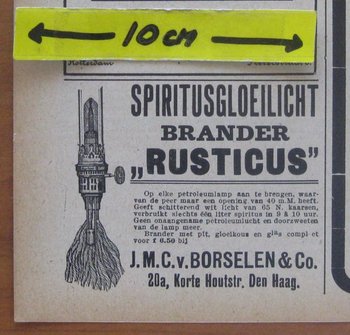 10 cm
Rotterdam
SPIRITUSGLOEILICHT
BRANDER
„RUSTICUS”
Op elke petroleumlamp aan te brengen, waar-
van de peer maar een opening van 40 m.M. heeft.
Geeft schitterend wit licht van 65 N. kaarsen,
verbruikt slechts één liter spiritus in 9 à 10 uur.
Geen onaangename petroleumlucht en doorzweeten
van de lamp meer.
Brander met pit, gloeikous en glas compleet
voor f 6.50 bij
J. M. C. v. BORSELEN & Co.
20a, Korte Houtstr., Den Haag.